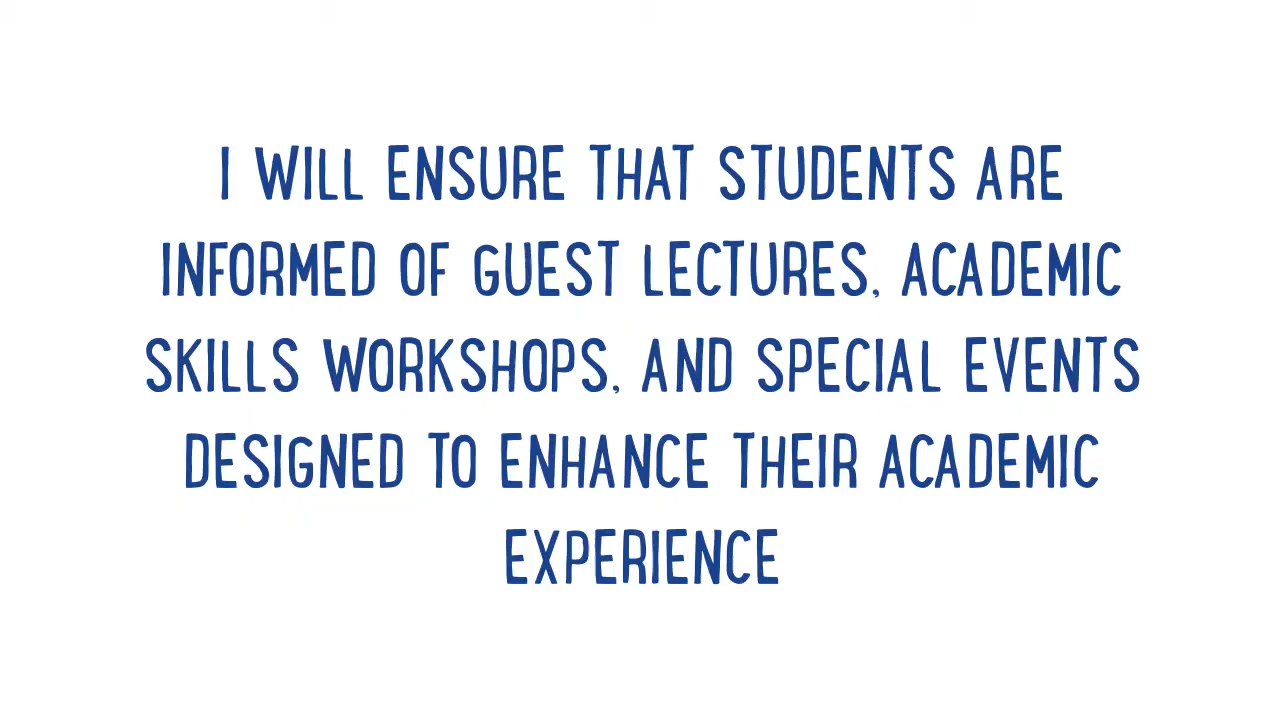 I WILL ENSURE THAT STUDENTS ARE
INFORMED OF GUEST LECTURES, ACADEMIC
SKILLS WORKSHOPS, AND SPECIAL EVENTS
DESIGNED TO ENHANCE THEIR ACADEMIC
EXPERIENCE